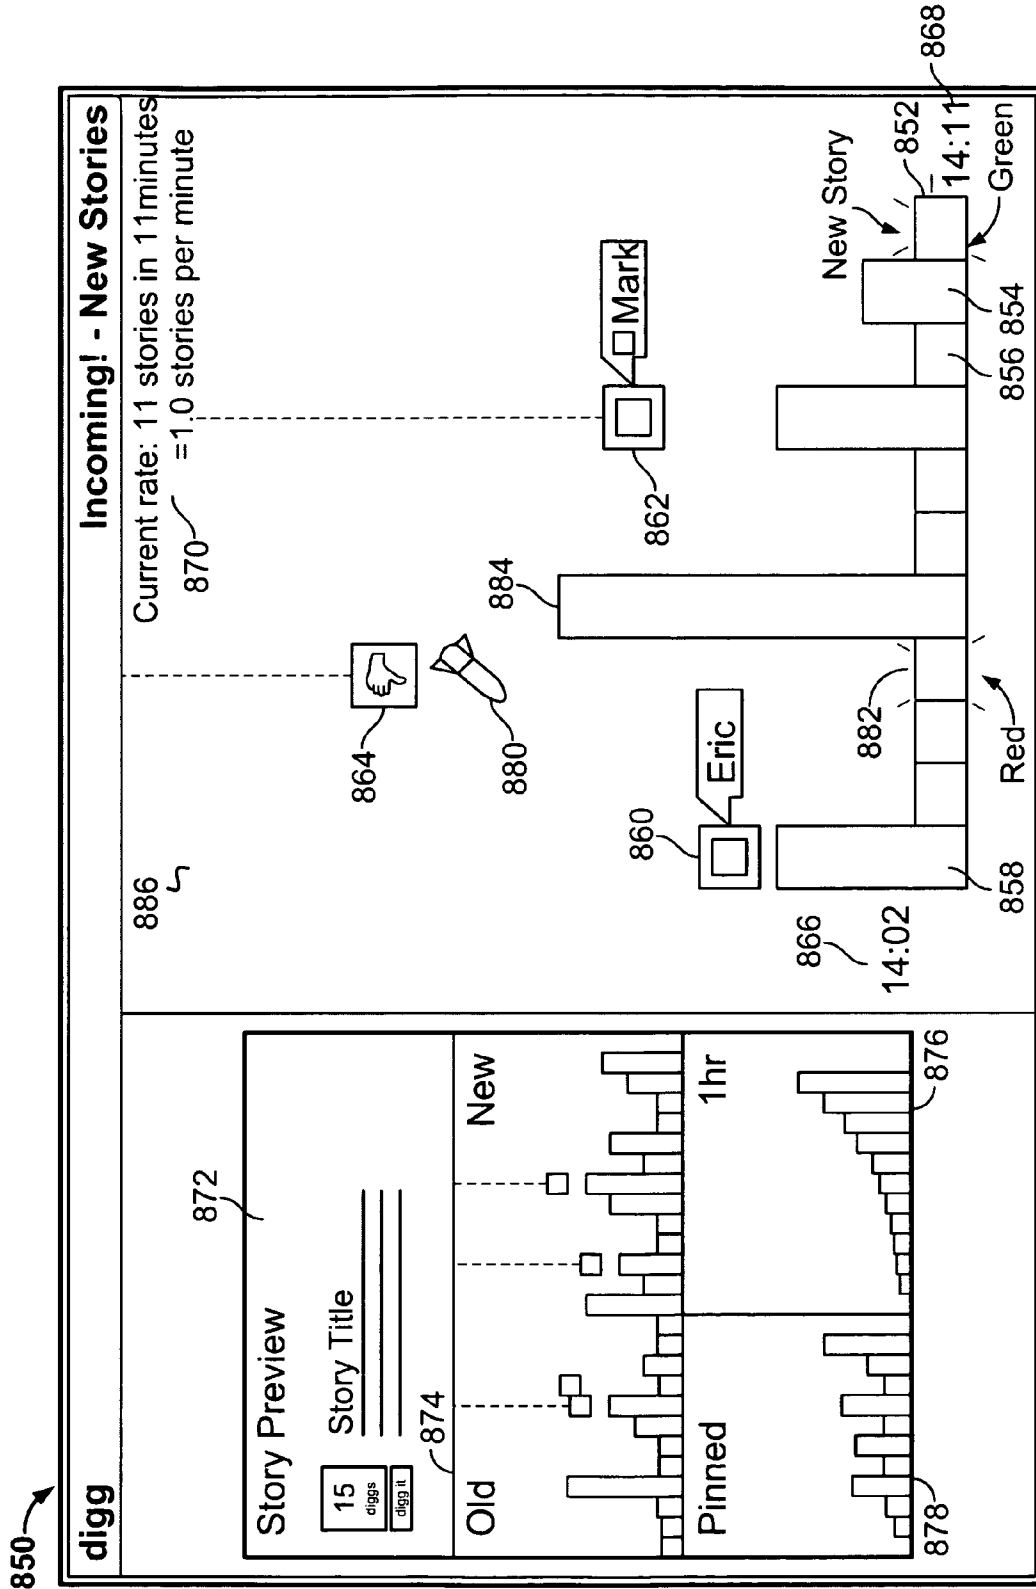 850
digg
Incoming! - New Stories
Story Preview
872
15
diggs
digg it
Story Title
874
Old
New
Pinned
1hr
878
876
886
Current rate: 11 stories in 11minutes
=1.0 stories per minute
870
864
880
884
862
Mark
860
Eric
866
14:02
858
882
Red
New Story
852
14:11
868
Green
854
856